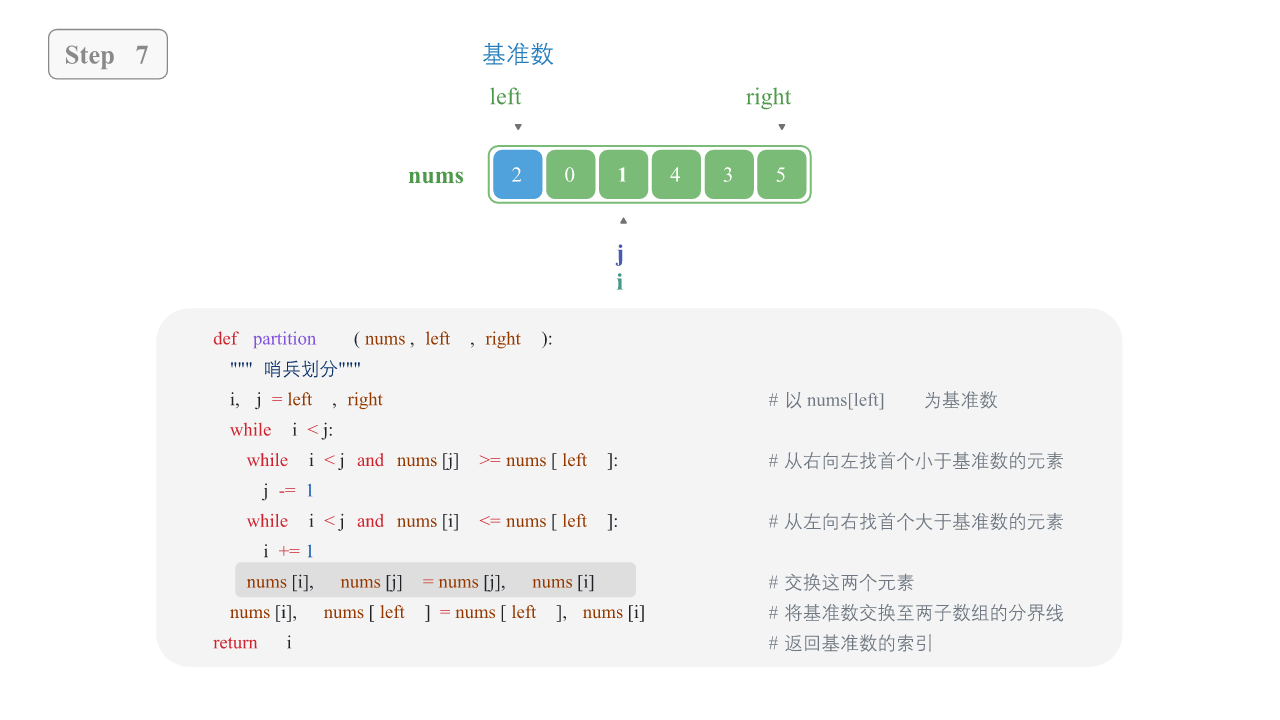 Step 7
基准数
left right
nums 2 0 1 4 3 5
j
i
def partition (nums, left , right ):
""" 哨兵划分"""
i, j = left , right # 以 nums[left] 为基准数
while i < j:
while i < j and nums [j] >= nums [ left ]: # 从右向左找首个小于基准数的元素
j -= 1
while i < j and nums [i] <= nums [ left ]: # 从左向右找首个大于基准数的元素
i += 1
nums [i], nums [j] = nums [j], nums [i] # 交换这两个元素
nums [i], nums [ left ] = nums [ left ], nums [i] # 将基准数交换至两子数组的分界线
return i # 返回基准数的索引